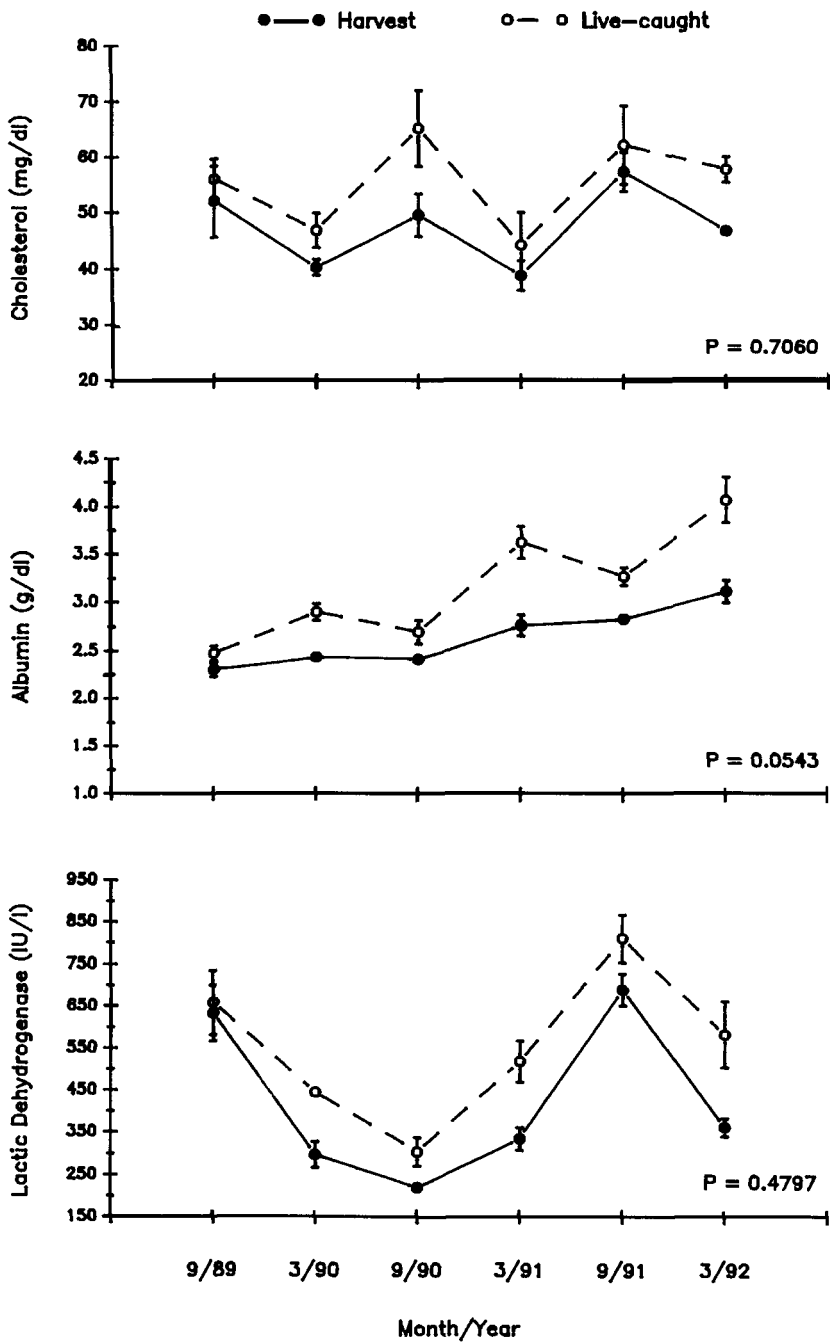 Harvest
Live-caught
Cholesterol (mg/dl)
80
70
60
50
40
30
20
P = 0.7060
Albumin (g/dl)
4.5
4.0
3.5
3.0
2.5
2.0
1.5
1.0
P = 0.0543
Lactic Dehydrogenase (IU/l)
950
850
750
650
550
450
350
250
150
P = 0.4797
9/89 3/90 9/90 3/91 9/91 3/92
Month/Year